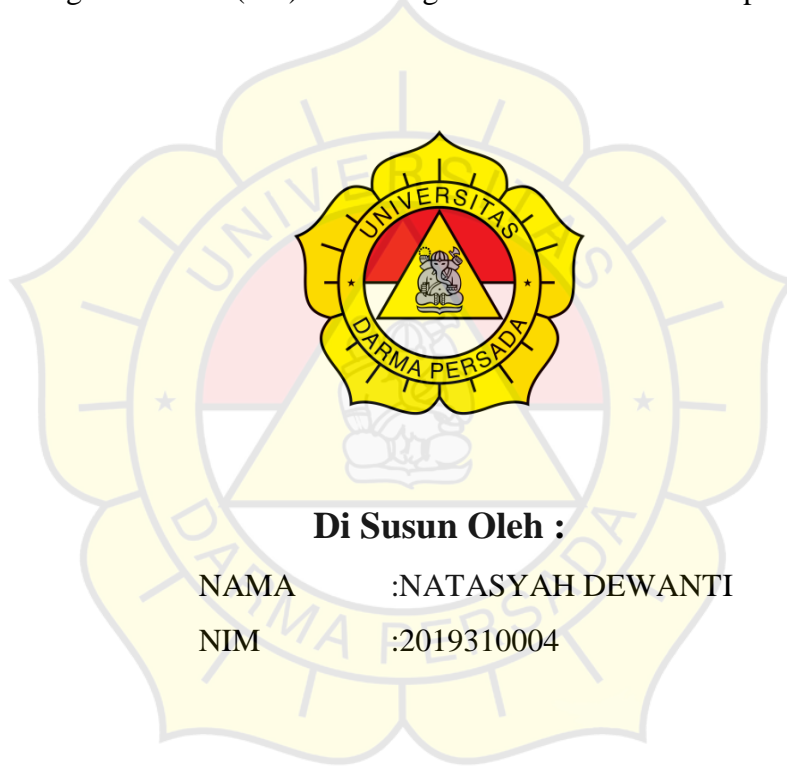 UNIVERSITAS
DARMA PERSADA
Di Susun Oleh :
NAMA :NATASYAH DEWANTI
NIM :2019310004